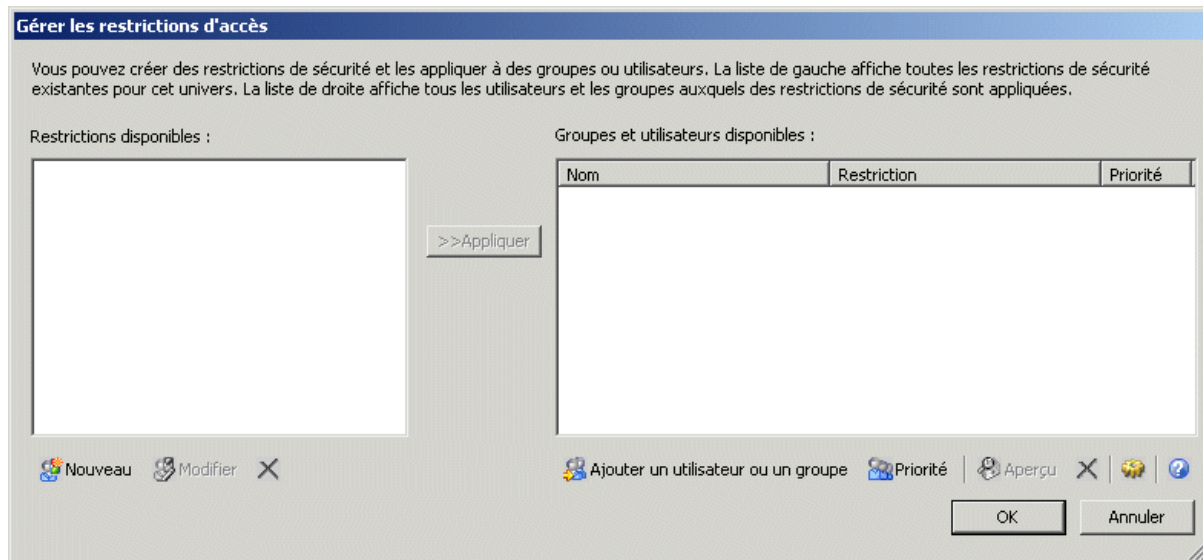 Gérer les restrictions d'accès
Vous pouvez créer des restrictions de sécurité et les appliquer à des groupes ou utilisateurs. La liste de gauche affiche toutes les restrictions de sécurité
existantes pour cet univers. La liste de droite affiche tous les utilisateurs et les groupes auxquels des restrictions de sécurité sont appliquées.
Restrictions disponibles :
Groupes et utilisateurs disponibles :
Nom Restriction Priorité
>>Appliquer
Nouveau Modifier
Ajouter un utilisateur ou un groupe Priorité Aperçu
OK Annuler